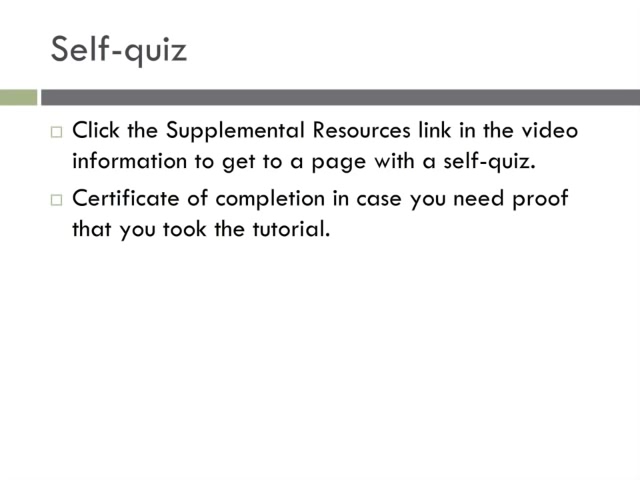 Self-quiz
Click the Supplemental Resources link in the video
information to get to a page with a self-quiz.
Certificate of completion in case you need proof
that you took the tutorial.